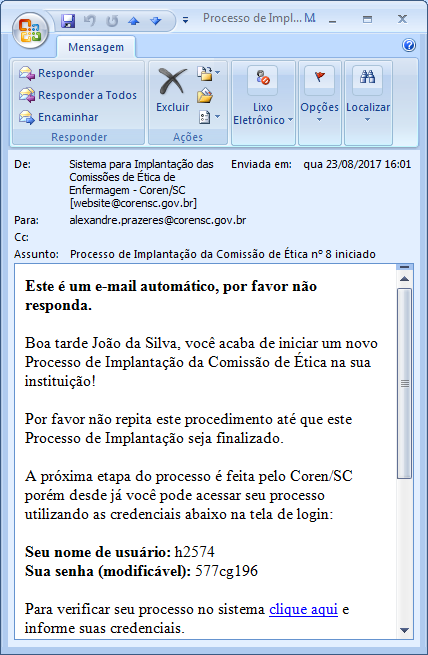 Processo de Impl... M
Mensagem
Responder
Responder a Todos
Encaminhar
Responder
Excluir
Ações
Lixo
Eletrônico
Opções
Localizar
De: Sistema para Implantação das Enviada em: qua 23/08/2017 16:01
Comissões de Ética de
Enfermagem - Coren/SC
[website@corensc.gov.br]
Para: alexandre.prazeres@corensc.gov.br
Cc:
Assunto: Processo de Implantação da Comissão de Ética nº 8 iniciado
Este é um e-mail automático, por favor não
responda.
Boa tarde João da Silva, você acaba de iniciar um novo
Processo de Implantação da Comissão de Ética na sua
instituição!
Por favor não repita este procedimento até que este
Processo de Implantação seja finalizado.
A próxima etapa do processo é feita pelo Coren/SC
porém desde já você pode acessar seu processo
utilizando as credenciais abaixo na tela de login:
Seu nome de usuário: h2574
Sua senha (modificável): 577cg196
Para verificar seu processo no sistema clique aqui e
informe suas credenciais.